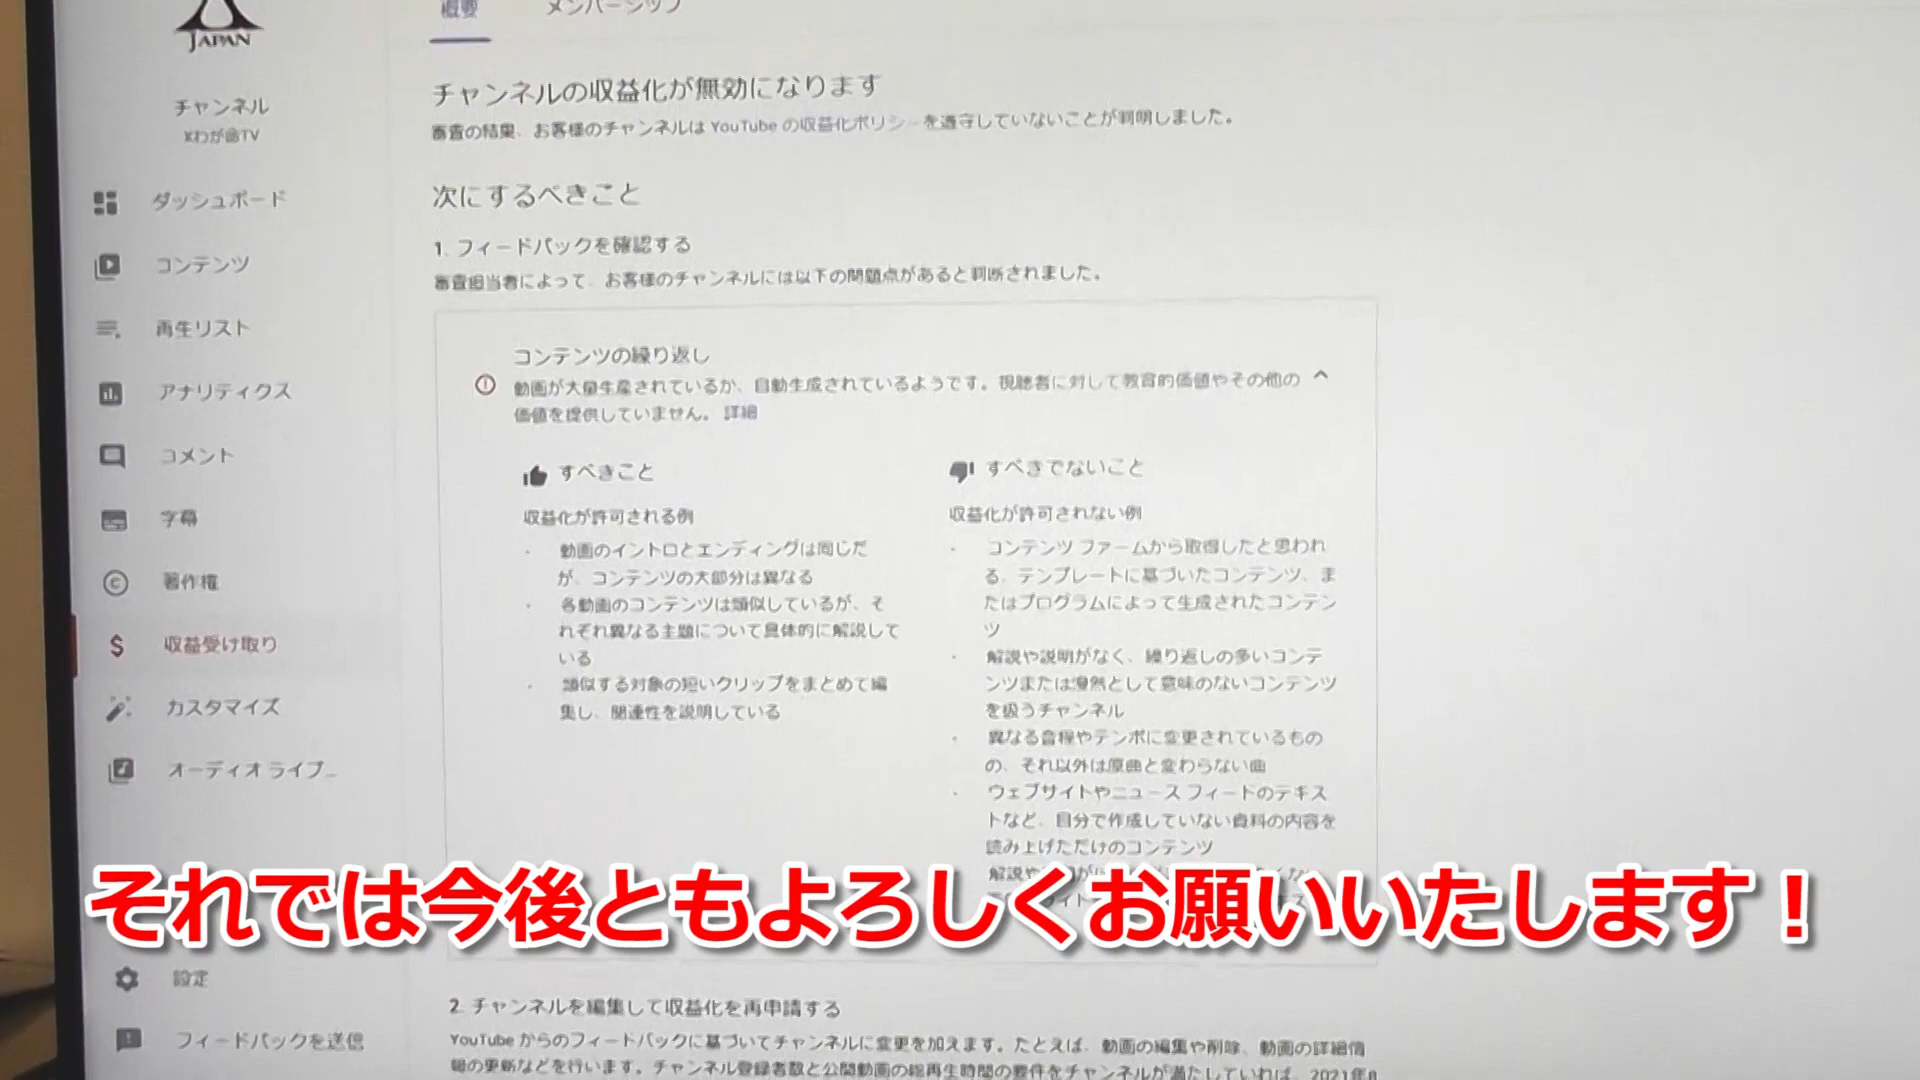 JAPAN
概要
メンバーシップ
チャンネル
Xわが命TV
ダッシュボード
コンテンツ
再生リスト
アナリティクス
コメント
字幕
著作権
収益受け取り
カスタマイズ
オーディオ ライブ...
設定
フィードバックを送信
チャンネルの収益化が無効になります
審査の結果、お客様のチャンネルは YouTube の収益化ポリシーを遵守していないことが判明しました。
次にするべきこと
1. フィードバックを確認する
審査担当者によって、お客様のチャンネルには以下の問題点があると判断されました。
コンテンツの繰り返し
動画が大量生産されているか、自動生成されているようです。視聴者に対して教育的価値やその他の
価値を提供していません。 詳細
すべきこと
収益化が許可される例
動画のイントロとエンディングは同じだ
が、コンテンツの大部分は異なる
各動画のコンテンツは類似しているが、そ
れぞれ異なる主題について具体的に解説して
いる
類似する対象の短いクリップをまとめて編
集し、関連性を説明している
すべきでないこと
収益化が許可されない例
コンテンツ ファームから取得したと思われ
る、テンプレートに基づいたコンテンツ、ま
たはプログラムによって生成されたコンテン
ツ
解説や説明がなく、繰り返しの多いコンテ
ンツまたは漫然として意味のないコンテンツ
を扱うチャンネル
異なる音程やテンポに変更されているもの
の、それ以外は原曲と変わらない曲
ウェブサイトやニュース フィードのテキス
トなど、自分で作成していない資料の内容を
読み上げただけのコンテンツ
解説や
それでは今後ともよろしくお願いいたします！
2. チャンネルを編集して収益化を再申請する
YouTube からのフィードバックに基づいてチャンネルに変更を加えます。たとえば、動画の編集や削除、動画の詳細情
報の更新などを行います。チャンネル登録者数と公開動画の総再生時間の要件をチャンネルが満たしていれば、2021年